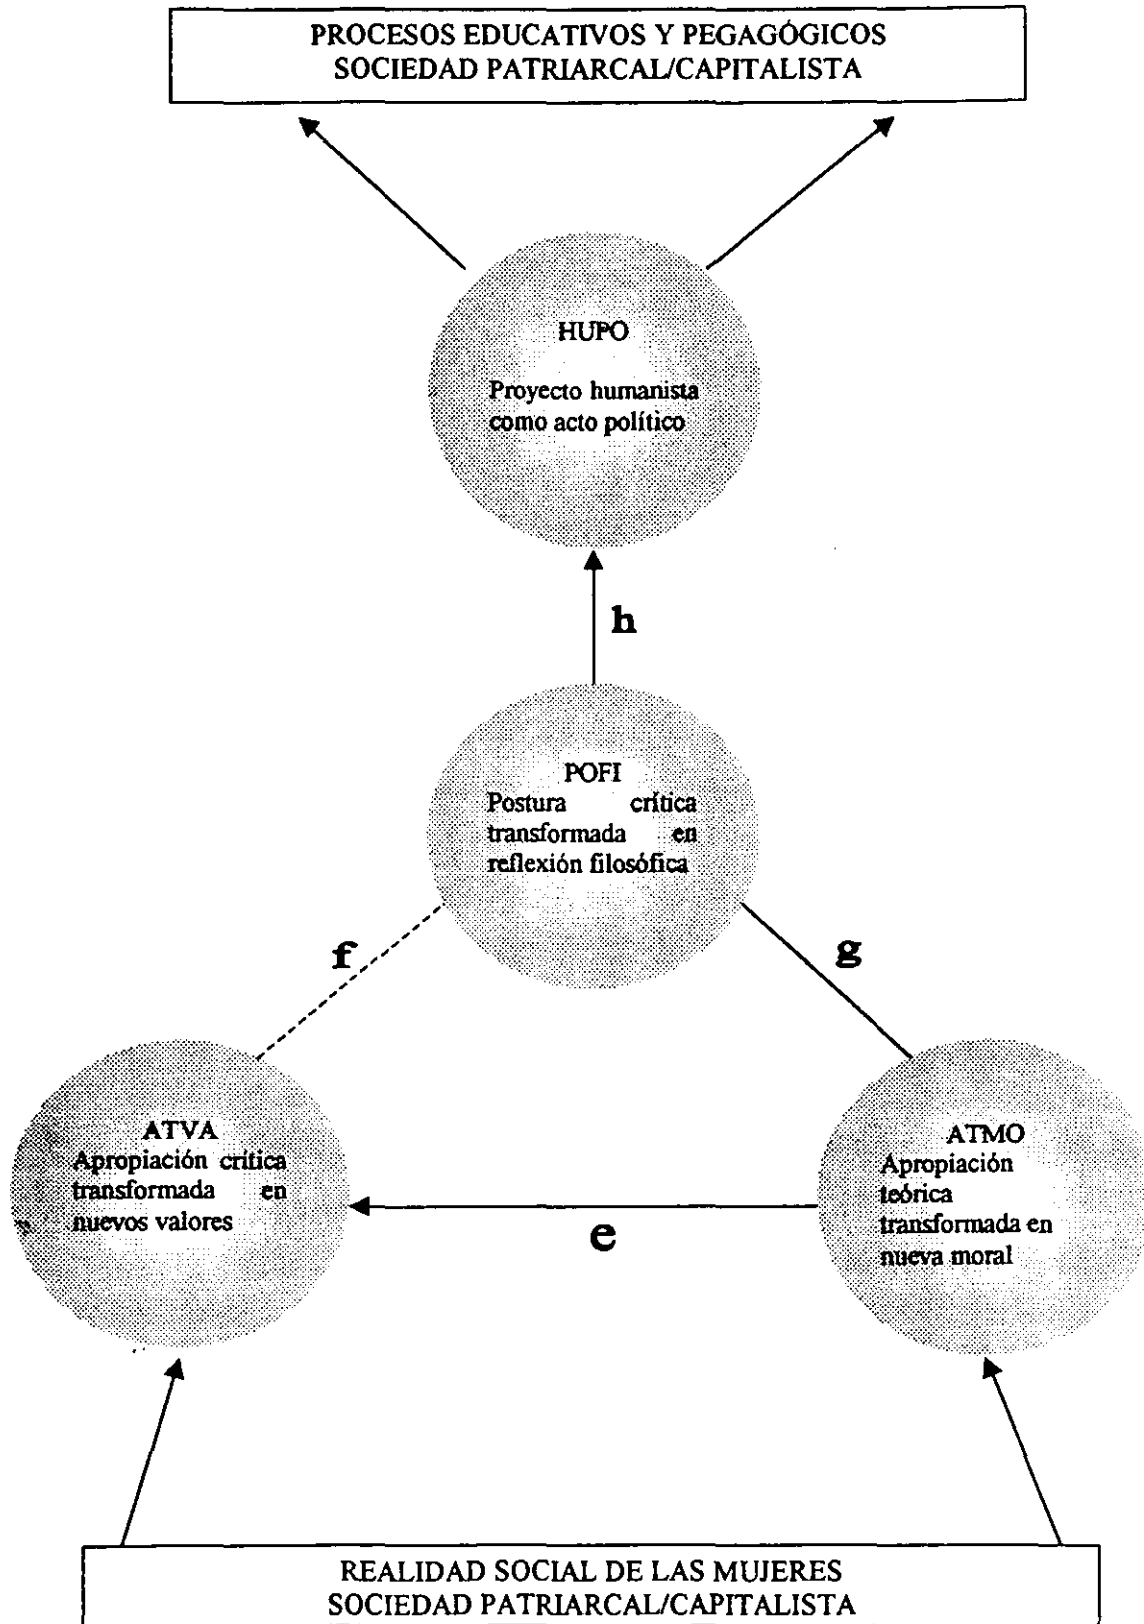 PROCESOS EDUCATIVOS Y PEGAGÓGICOS
SOCIEDAD PATRIARCAL/CAPITALISTA
HUPO
Proyecto humanista
como acto político
h
POFI
Postura crítica
transformada en
reflexión filosófica
f
g
ATVA
Apropiación crítica
transformada en
nuevos valores
ATMO
Apropiación
teórica
transformada en
nueva moral
e
REALIDAD SOCIAL DE LAS MUJERES
SOCIEDAD PATRIARCAL/CAPITALISTA